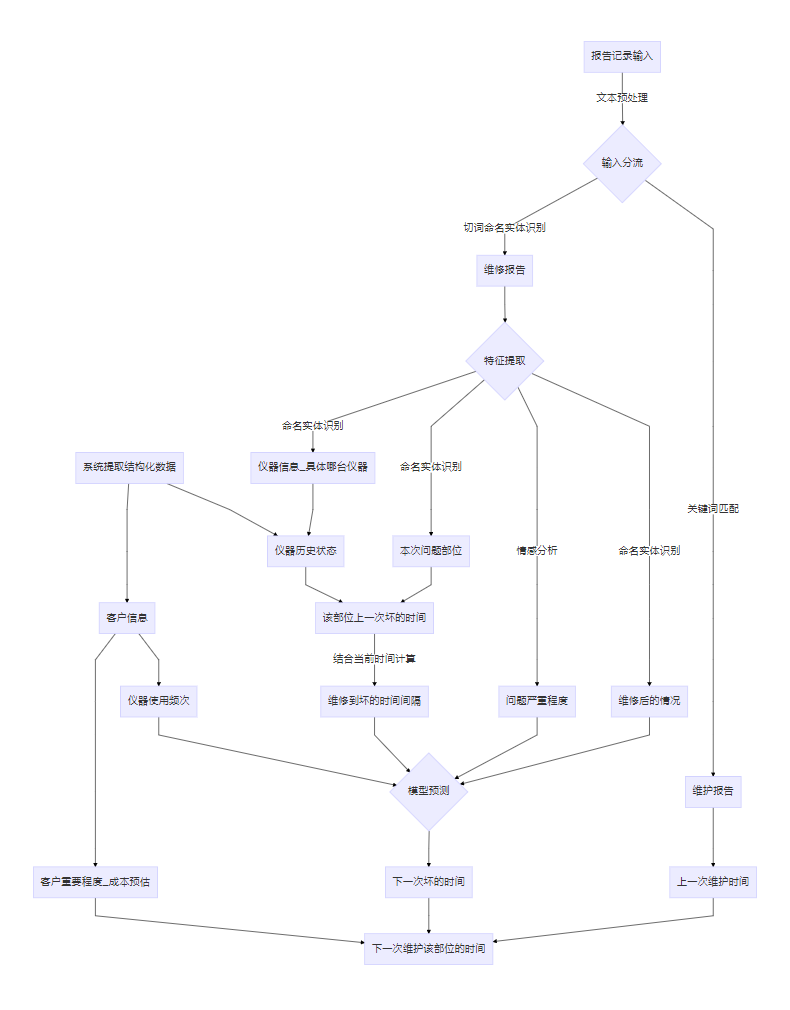 报告记录输入
文本预处理
输入分流
切词命名实体识别
维修报告
特征提取
命名实体识别
系统提取结构化数据
仪器信息_具体哪台仪器
命名实体识别
关键词匹配
仪器历史状态
本次问题部位
情感分析
命名实体识别
客户信息
该部位上一次坏的时间
结合当前时间计算
仪器使用频次
维修到坏的时间间隔
问题严重程度
维修后的情况
模型预测
维护报告
客户重要程度_成本预估
下一次坏的时间
上一次维护时间
下一次维护该部位的时间